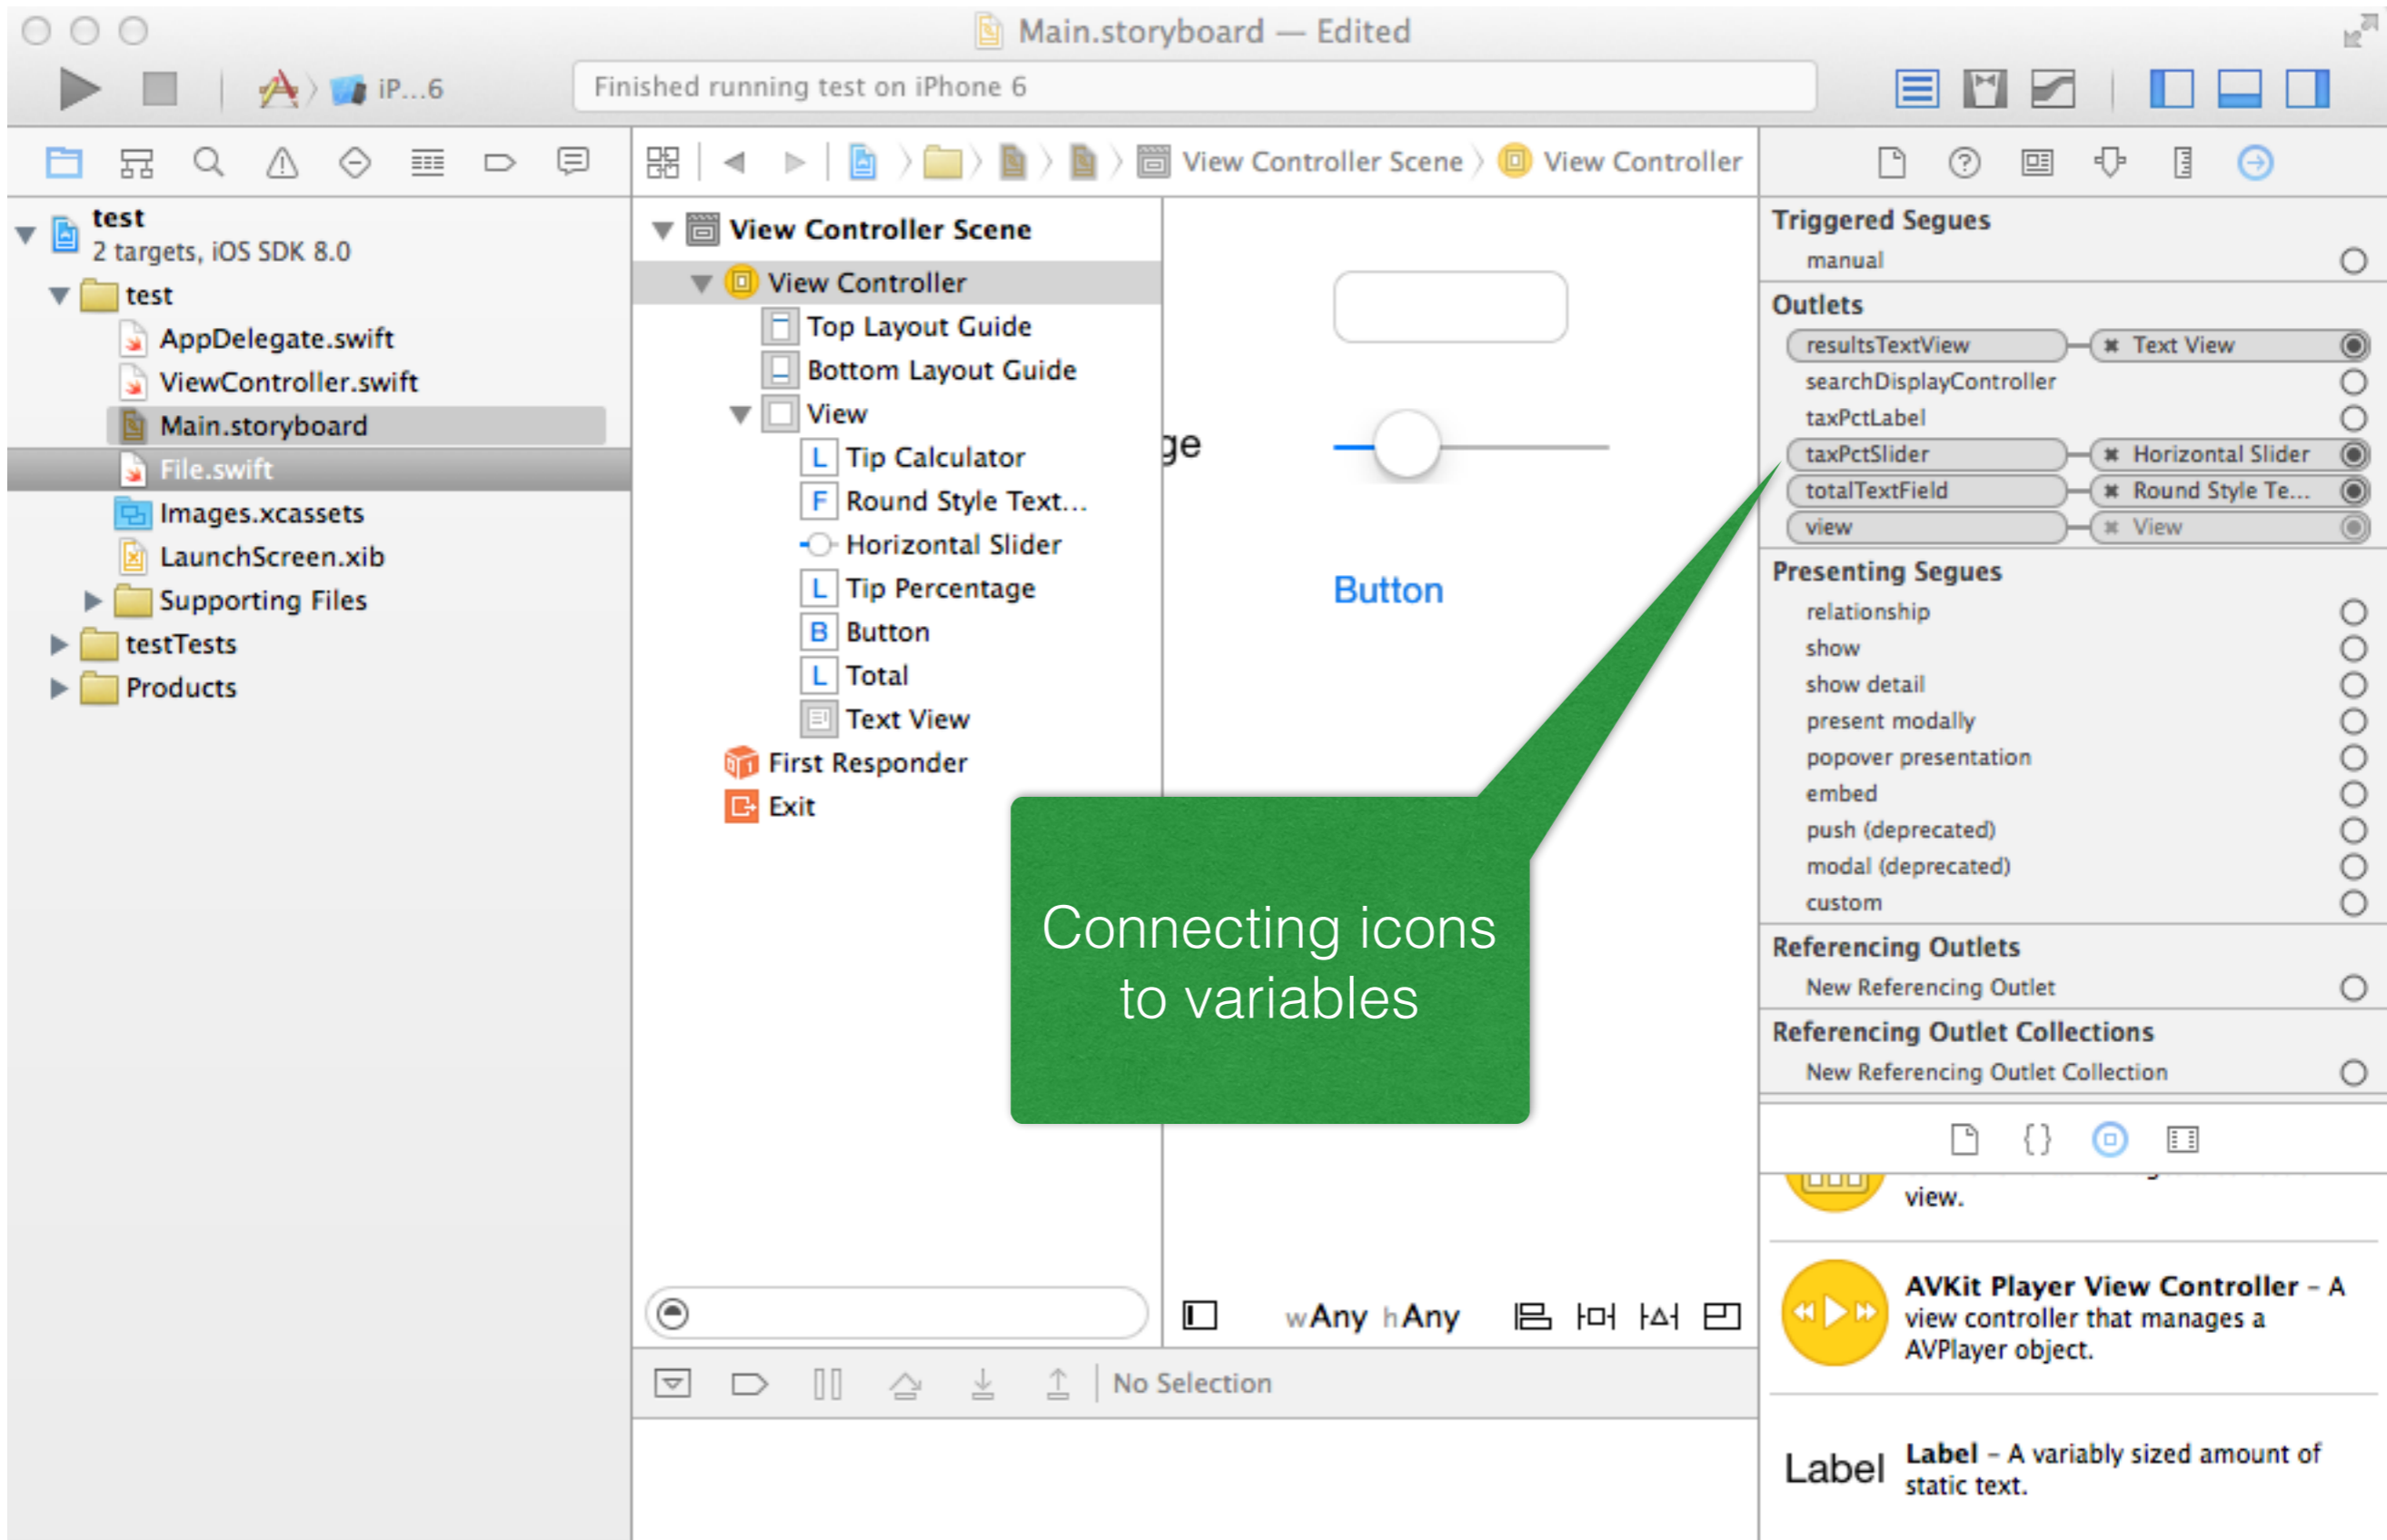 Main.storyboard — Edited
iP...6
Finished running test on iPhone 6
View Controller Scene
View Controller
test
2 targets, iOS SDK 8.0
test
AppDelegate.swift
ViewController.swift
Main.storyboard
File.swift
Images.xcassets
LaunchScreen.xib
Supporting Files
testTests
Products
View Controller Scene
View Controller
Top Layout Guide
Bottom Layout Guide
View
L Tip Calculator
F Round Style Text...
Horizontal Slider
L Tip Percentage
B Button
L Total
Text View
First Responder
Exit
ge
Button
Connecting icons
to variables
wAny hAny
No Selection
Triggered Segues
manual
Outlets
resultsTextView Text View
searchDisplayController
taxPctLabel
taxPctSlider Horizontal Slider
totalTextField Round Style Te...
view View
Presenting Segues
relationship
show
show detail
present modally
popover presentation
embed
push (deprecated)
modal (deprecated)
custom
Referencing Outlets
New Referencing Outlet
Referencing Outlet Collections
New Referencing Outlet Collection
{}
view.
AVKit Player View Controller – A
view controller that manages a
AVPlayer object.
Label
Label – A variably sized amount of
static text.